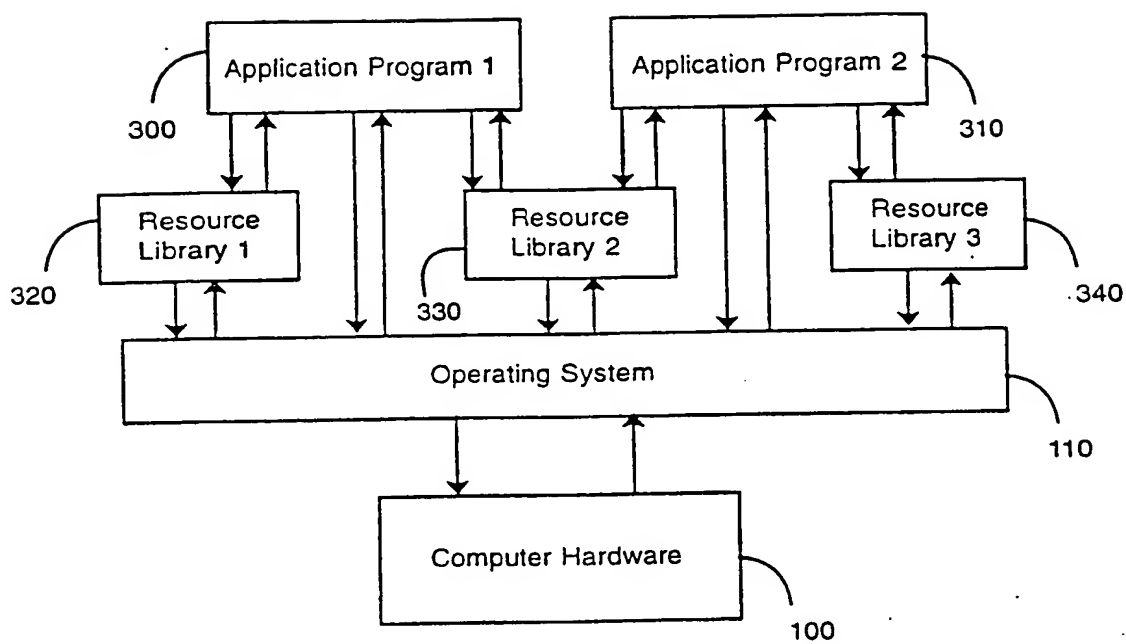 Application Program 1
Application Program 2
300
310
Resource
Library 1
Resource
Library 2
Resource
Library 3
320
330
340
Operating System
110
Computer Hardware
100